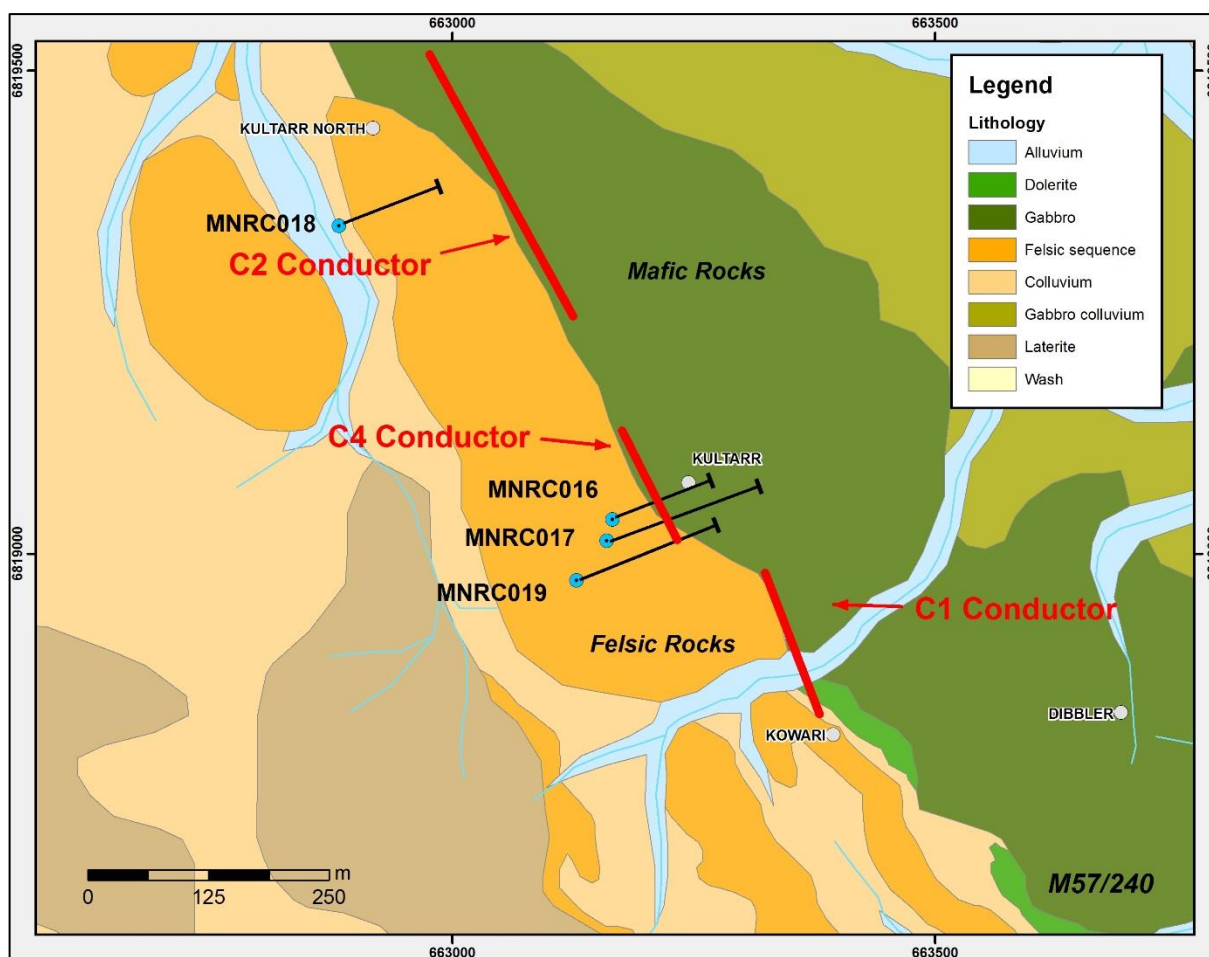 663000
663500
6819500
6819500
Legend
Lithology
Alluvium
Dolerite
Gabbro
Felsic sequence
Colluvium
Gabbro colluvium
Laterite
Wash
KULTARR NORTH
MNRC018
C2 Conductor
Mafic Rocks
C4 Conductor
KULTARR
MNRC016
MNRC017
6819000
6819000
MNRC019
C1 Conductor
Felsic Rocks
DIBBLER
KOWARI
m
0
125
250
M57/240
663000
663500